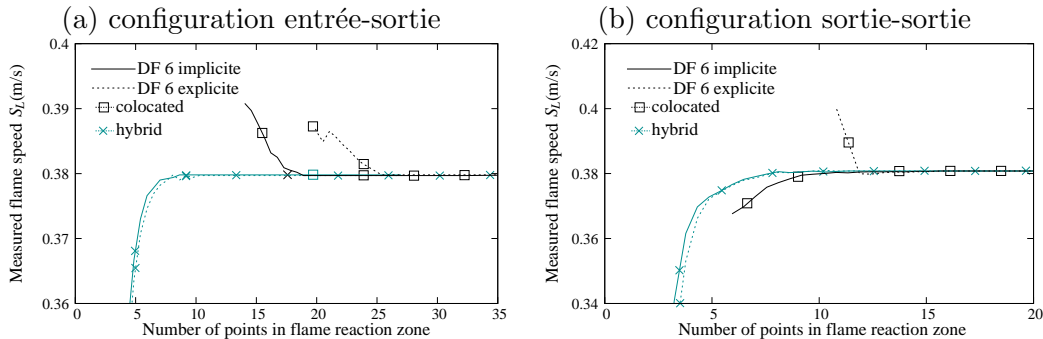 (a) configuration entrée-sortie
0.4
0.39
0.38
0.37
0.36
Measured flame speed S_L (m/s)
DF 6 implicite
DF 6 explicite
colocated
hybrid
0 5 10 15 20 25 30 35
Number of points in flame reaction zone
(b) configuration sortie-sortie
0.42
0.4
0.38
0.36
0.34
Measured flame speed S_L (m/s)
DF 6 implicite
DF 6 explicite
colocated
hybrid
0 5 10 15 20
Number of points in flame reaction zone